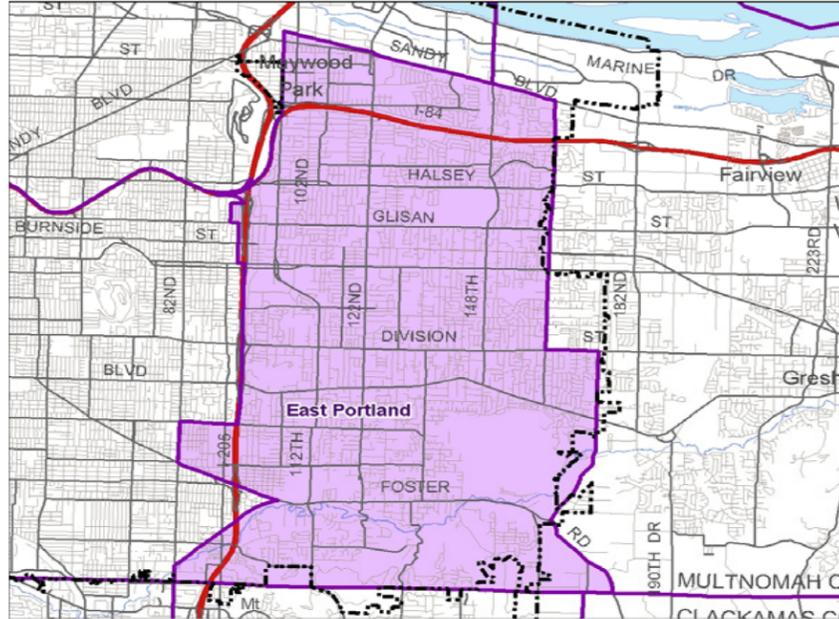 ST
SANDY
BLVD
MARINE
DR
Maywood
Park
BLVD
I-84
NDY
102ND
HALSEY
ST
Fairview
GLISAN
ST
BURNSIDE
ST
223RD
82ND
122ND
148TH
182ND
DIVISION
ST
BLVD
Gresh
East Portland
I-205
112TH
FOSTER
RD
190TH DR
MULTNOMAH C
Mt
CLACKAMAS C